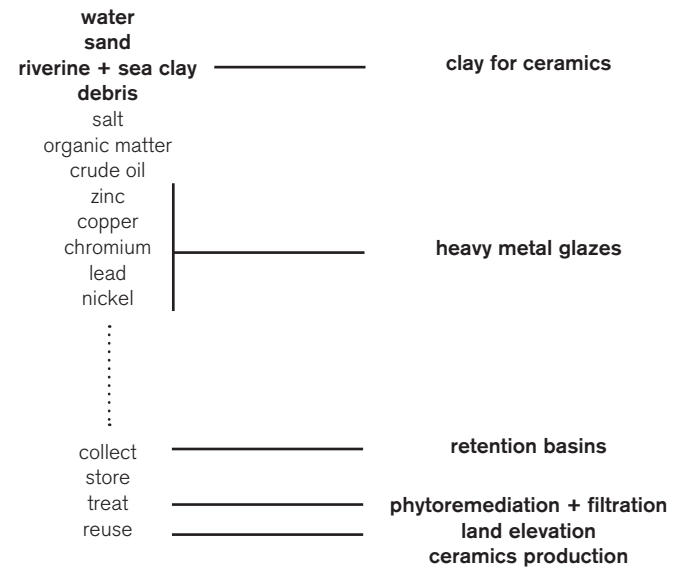 water
sand
riverine + sea clay
clay for ceramics
debris
salt
organic matter
crude oil
zinc
copper
chromium
heavy metal glazes
lead
nickel
collect
retention basins
store
treat
phytoremediation + filtration
reuse
land elevation
ceramics production